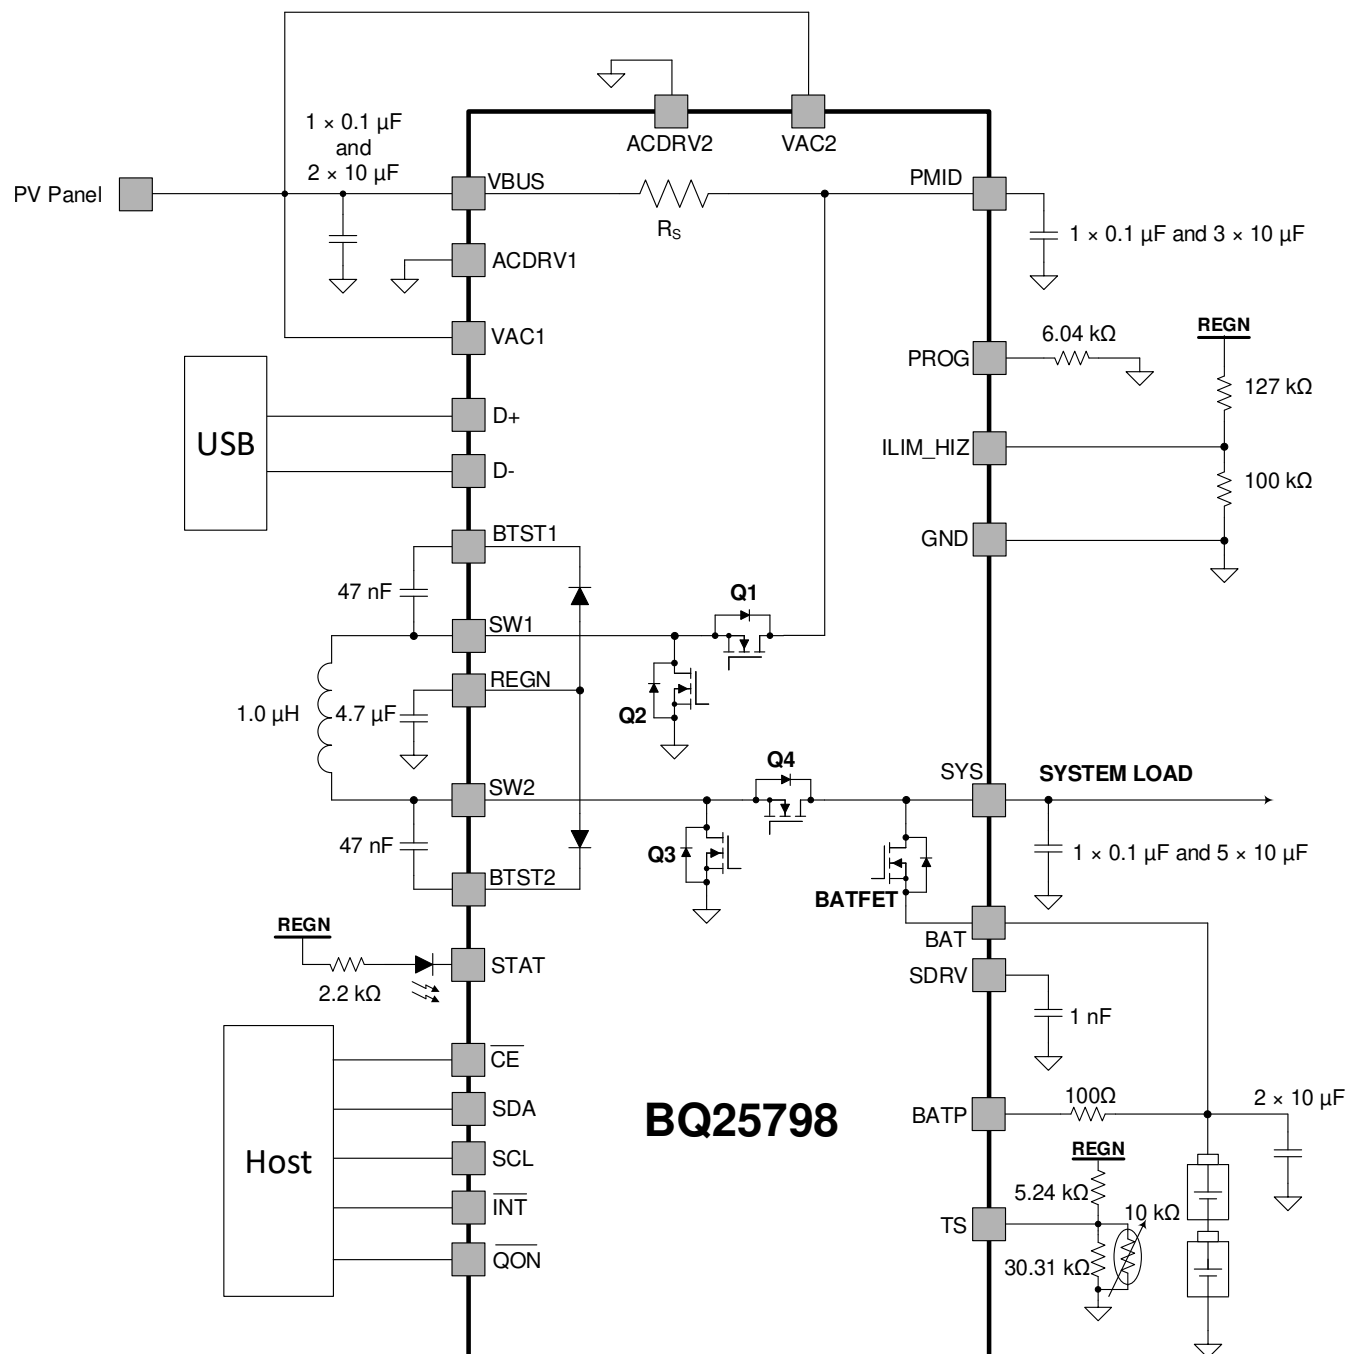 1 × 0.1 µF
and
2 × 10 µF
ACDRV2
VAC2
PV Panel
VBUS
R_S
PMID
1 × 0.1 µF and 3 × 10 µF
ACDRV1
VAC1
REGN
6.04 kΩ
PROG
127 kΩ
USB
D+
ILIM_HIZ
D-
100 kΩ
BTST1
GND
47 nF
Q1
SW1
REGN
1.0 µH
4.7 µF
Q2
Q4
SYS
SYSTEM LOAD
SW2
47 nF
Q3
1 × 0.1 µF and 5 × 10 µF
BTST2
BATFET
REGN
BAT
STAT
SDRV
2.2 kΩ
1 nF
Host
CE
SDA
SCL
INT
QON
BQ25798
BATP
100Ω
2 × 10 µF
REGN
5.24 kΩ
TS
10 kΩ
30.31 kΩ